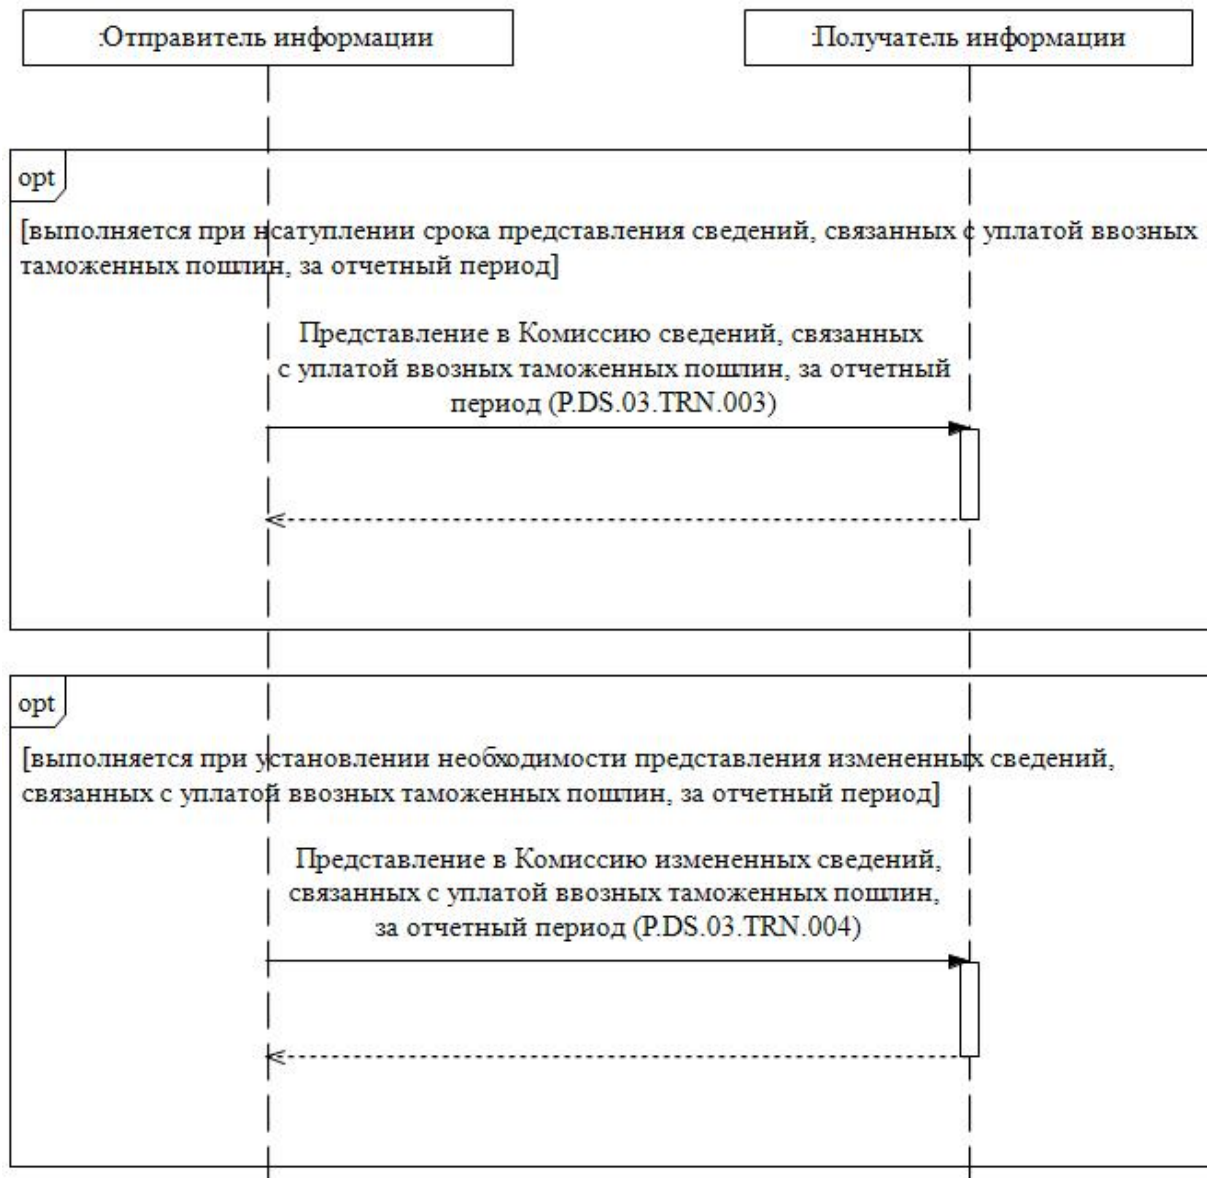 :Отправитель информации
:Получатель информации
opt
[выполняется при нсатуплении срока представления сведений, связанных с уплатой ввозных
таможенных пошлин, за отчетный период]
Представление в Комиссию сведений, связанных
с уплатой ввозных таможенных пошлин, за отчетный
период (P.DS.03.TRN.003)
opt
[выполняется при установлении необходимости представления измененных сведений,
связанных с уплатой ввозных таможенных пошлин, за отчетный период]
Представление в Комиссию измененных сведений,
связанных с уплатой ввозных таможенных пошлин,
за отчетный период (P.DS.03.TRN.004)